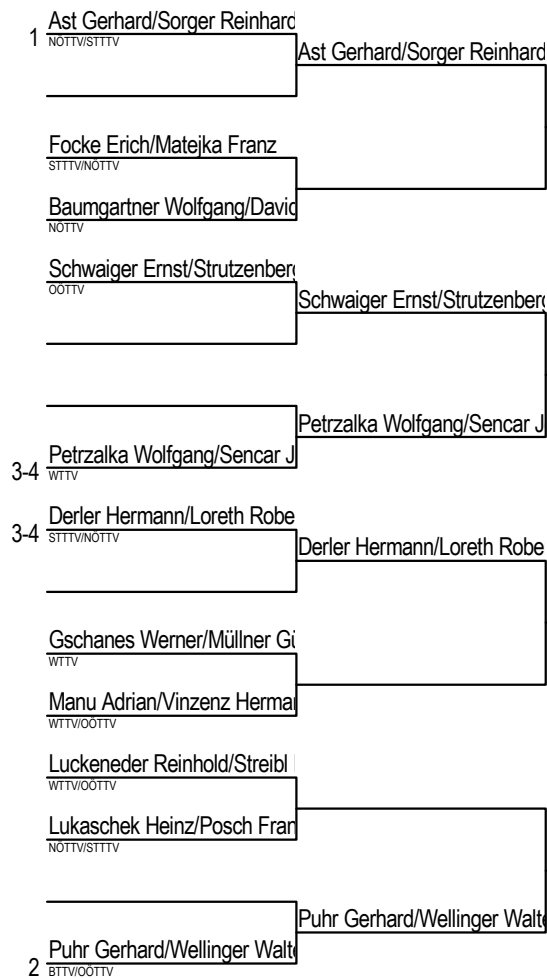 Ast Gerhard/Sorger Reinhard
1
NÖTTV/STTTV
Ast Gerhard/Sorger Reinhard
Focke Erich/Matejka Franz
STTTV/NÖTTV
Baumgartner Wolfgang/David
NÖTTV
Schwaiger Ernst/Strutzenberg
OÖTTV
Schwaiger Ernst/Strutzenberg
Petrzalka Wolfgang/Sencar J
Petrzalka Wolfgang/Sencar J
3-4
WTTV
Derler Hermann/Loreth Robe
3-4
STTTV/NÖTTV
Derler Hermann/Loreth Robe
Gschanes Werner/Müllner Gü
WTTV
Manu Adrian/Vinzenz Herman
WTTV/OÖTTV
Luckeneder Reinhold/Streibl
WTTV/OÖTTV
Lukaschek Heinz/Posch Fran
NÖTTV/STTTV
Puhr Gerhard/Wellinger Walte
Puhr Gerhard/Wellinger Walte
2
BTTV/OÖTTV